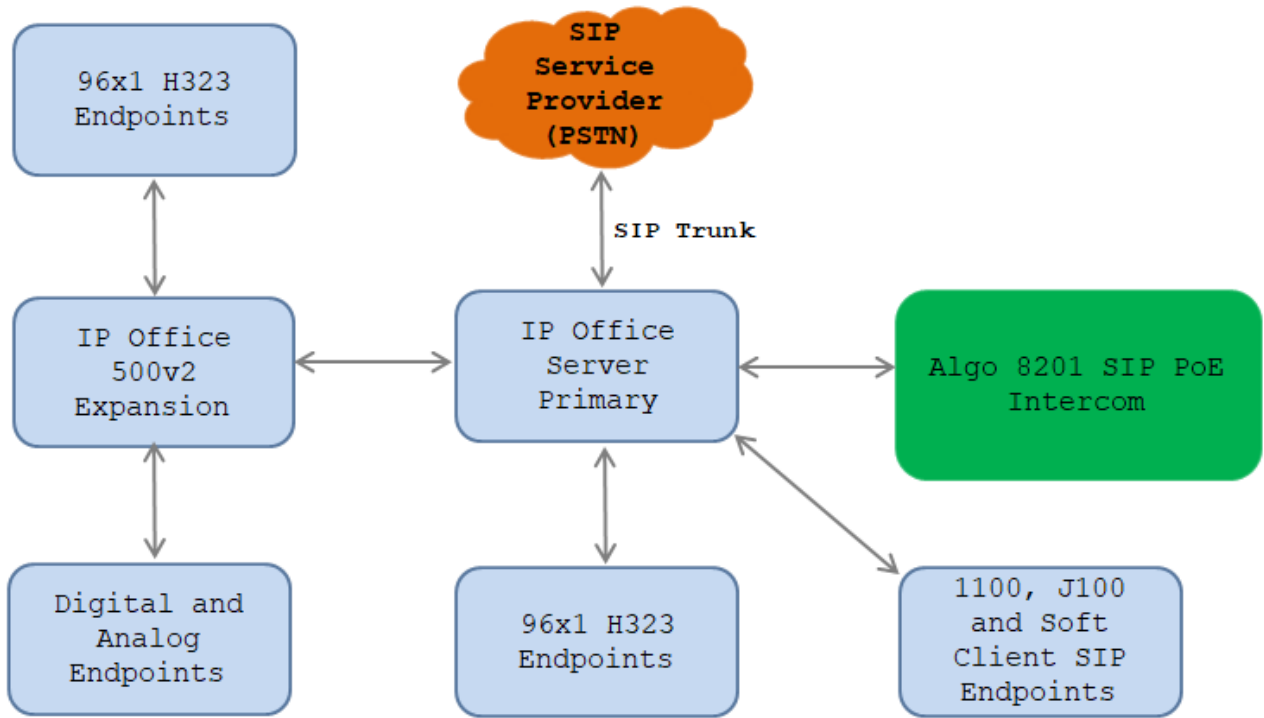 96x1 H323
Endpoints
SIP
Service
Provider
(PSTN)
SIP Trunk
IP Office
500v2
Expansion
IP Office
Server
Primary
Algo 8201 SIP PoE
Intercom
Digital and
Analog
Endpoints
96x1 H323
Endpoints
1100, J100
and Soft
Client SIP
Endpoints